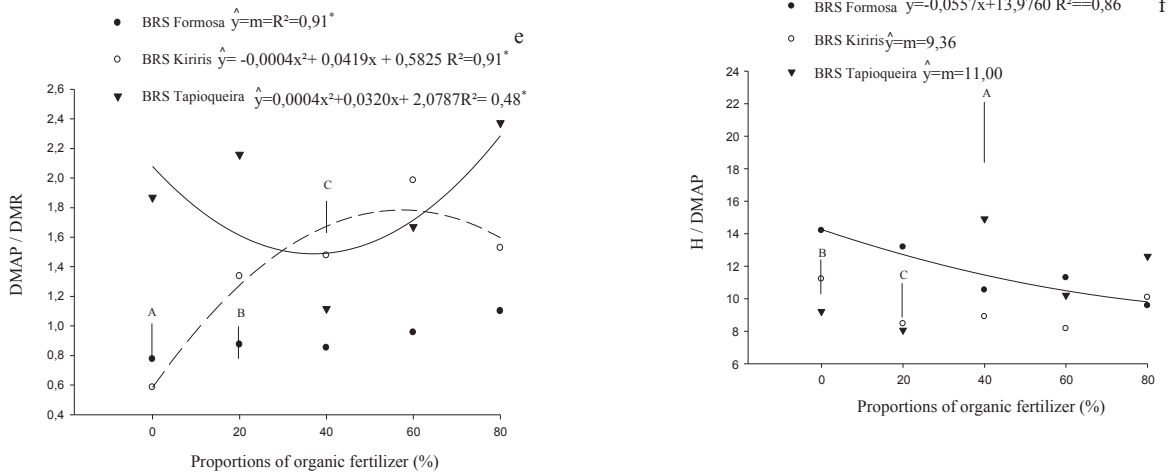 BRS Formosa ŷ=m=R²=0,91*
e
BRS Kiriris ŷ= -0,0004x²+ 0,0419x + 0,5825 R²=0,91*
BRS Tapioqueira ŷ=0,0004x²+0,0320x+ 2,0787R²= 0,48*
2,6
2,4
2,2
2,0
1,8
1,6
1,4
1,2
1,0
0,8
0,6
0,4
DMAP / DMR
A
B
C
0 20 40 60 80
Proportions of organic fertilizer (%)
BRS Formosa y=-0,0557x+13,9760 R²==0,86
f
BRS Kiriris ŷ=m=9,36
BRS Tapioqueira ŷ=m=11,00
24
22
20
18
16
14
12
10
8
6
H / DMAP
A
B
C
0 20 40 60 80
Proportions of organic fertilizer (%)